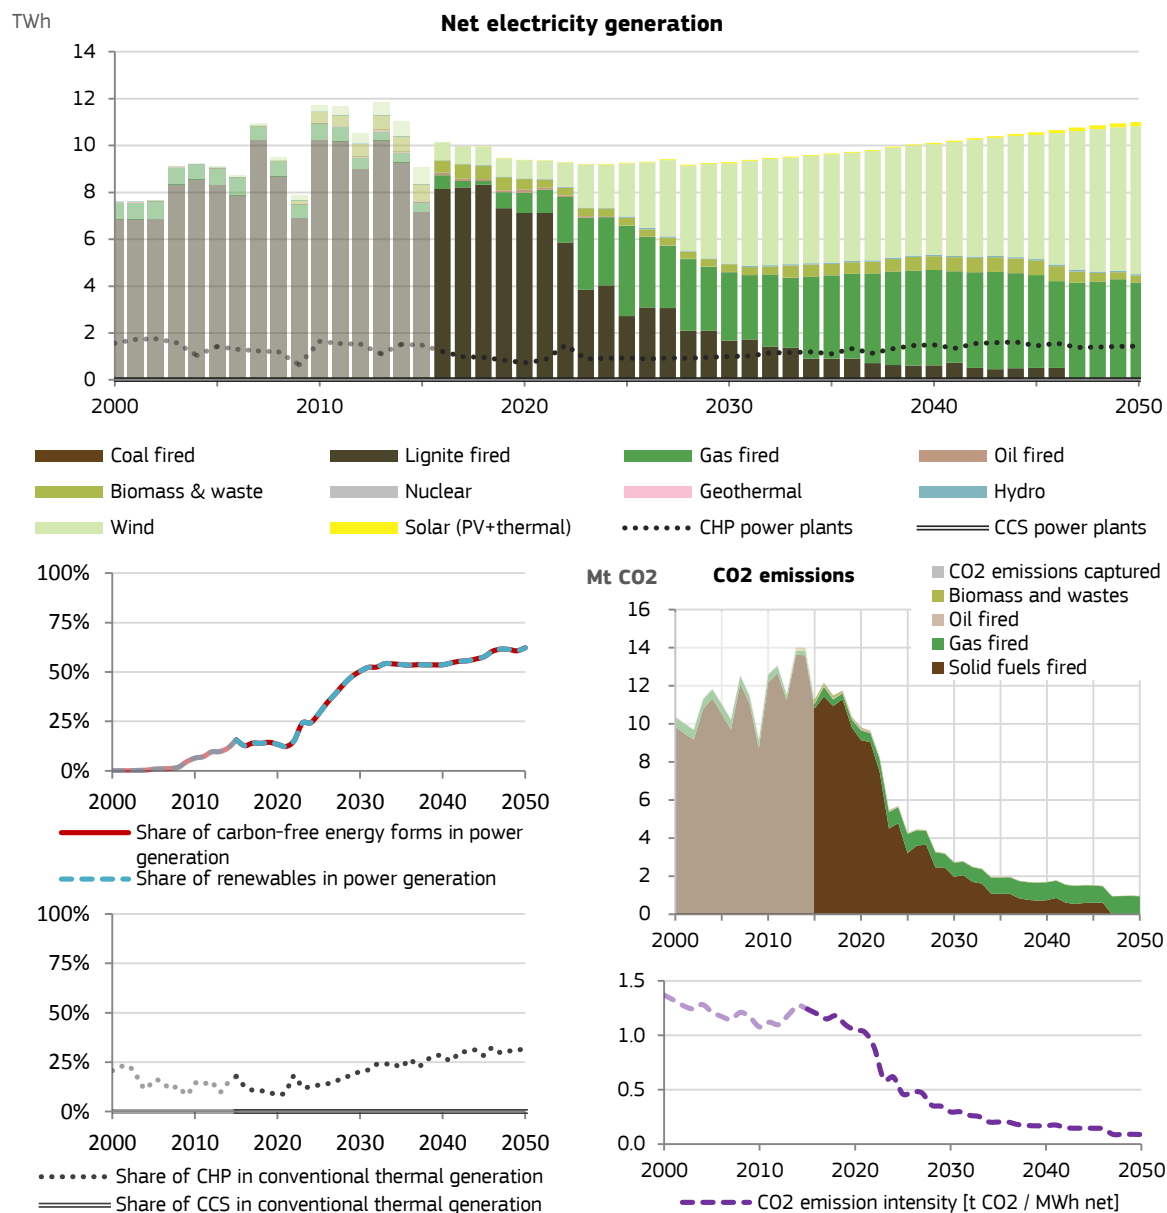 TWh
Net electricity generation
14
12
10
8
6
4
2
0
2000 2010 2020 2030 2040 2050
Coal fired Lignite fired Gas fired Oil fired
Biomass & waste Nuclear Geothermal Hydro
Wind Solar (PV+thermal) CHP power plants CCS power plants
100%
75%
50%
25%
0%
2000 2010 2020 2030 2040 2050
Share of carbon-free energy forms in power
generation
Share of renewables in power generation
100%
75%
50%
25%
0%
2000 2010 2020 2030 2040 2050
Share of CHP in conventional thermal generation
Share of CCS in conventional thermal generation
Mt CO2 CO2 emissions
CO2 emissions captured
Biomass and wastes
Oil fired
Gas fired
Solid fuels fired
16
14
12
10
8
6
4
2
0
2000 2010 2020 2030 2040 2050
1.5
1.0
0.5
0.0
2000 2010 2020 2030 2040 2050
CO2 emission intensity [t CO2 / MWh net]